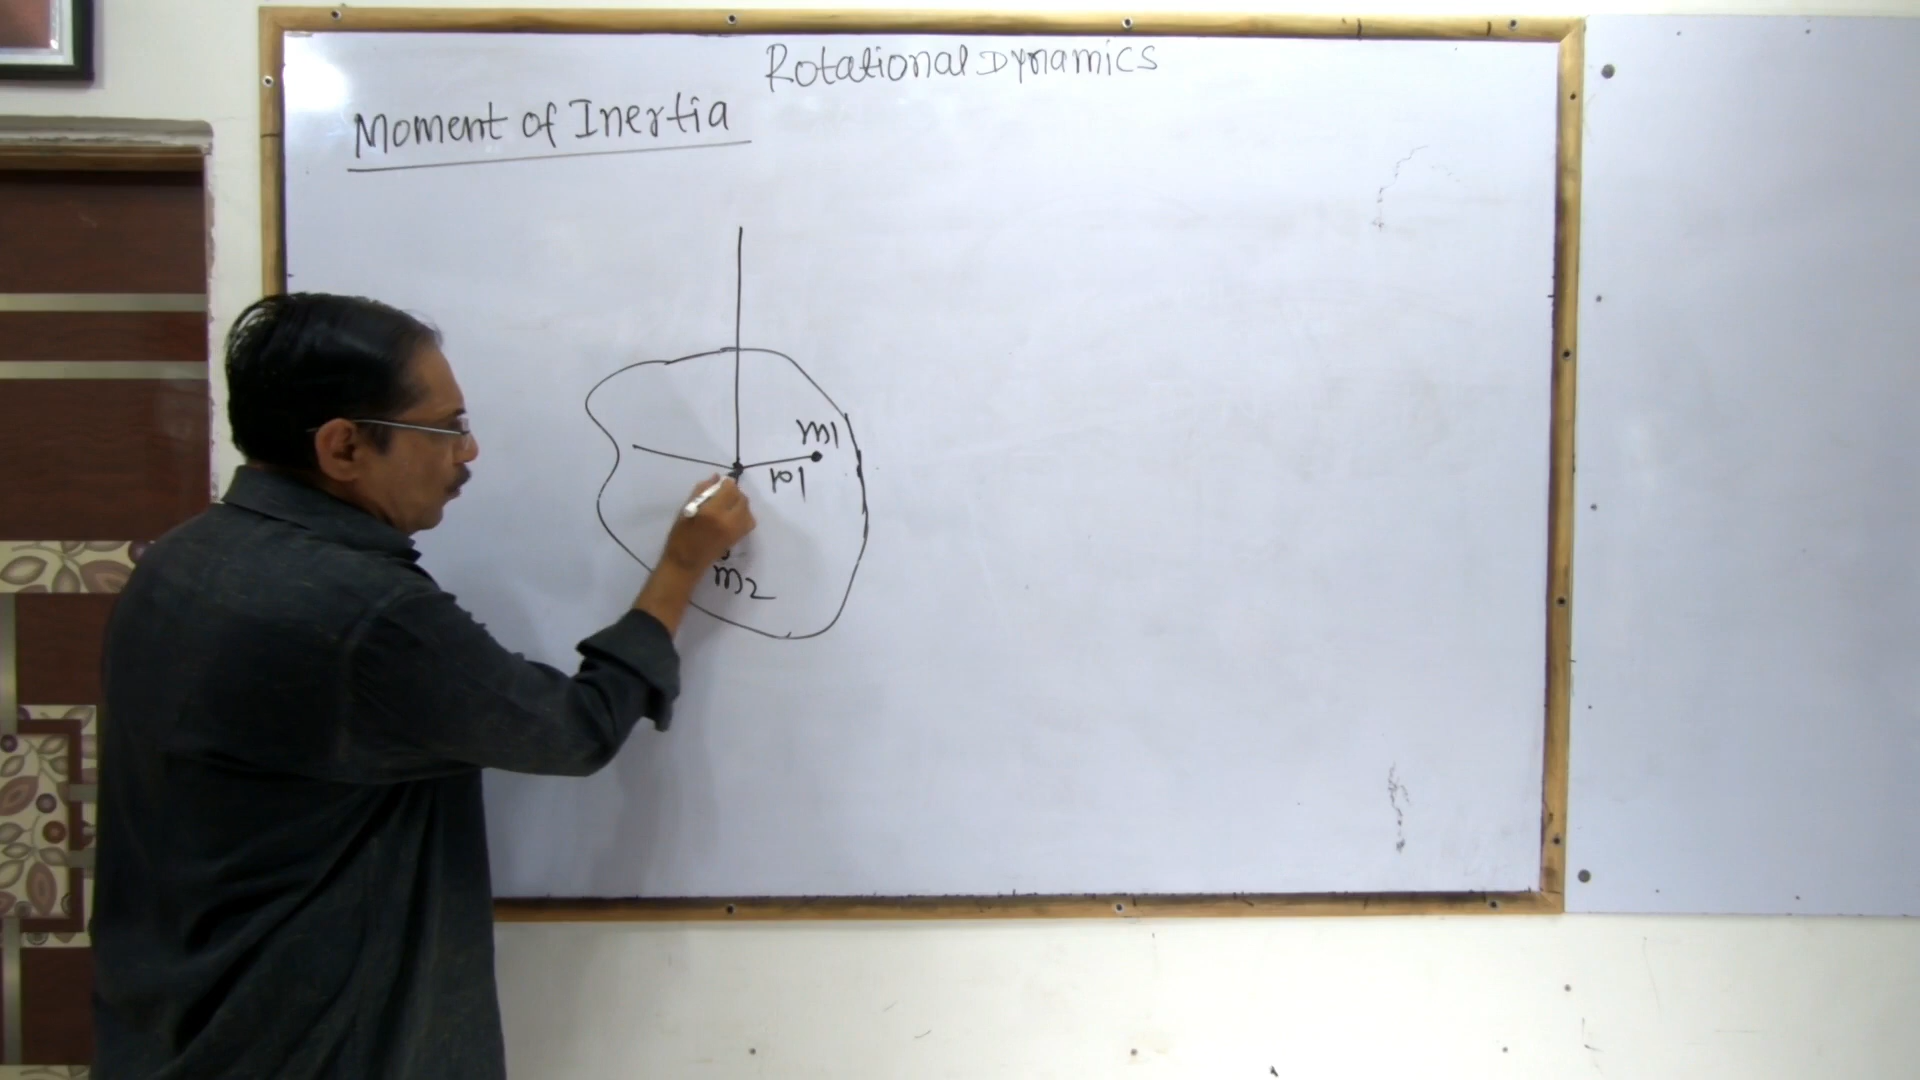 Rotational Dynamics
Moment of Inertia
m1
r1
m2